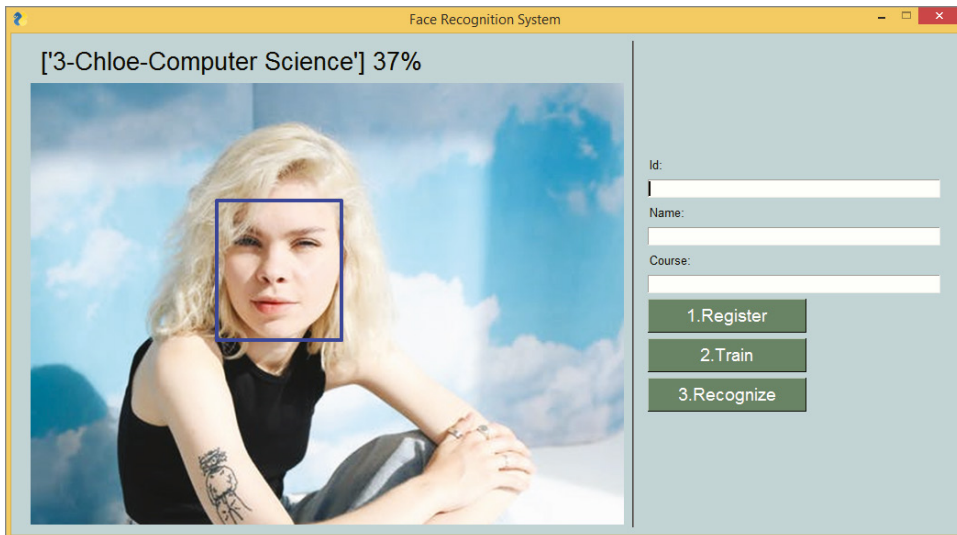 Face Recognition System
['3-Chloe-Computer Science'] 37%
Id:
Name:
Course:
1.Register
2.Train
3.Recognize